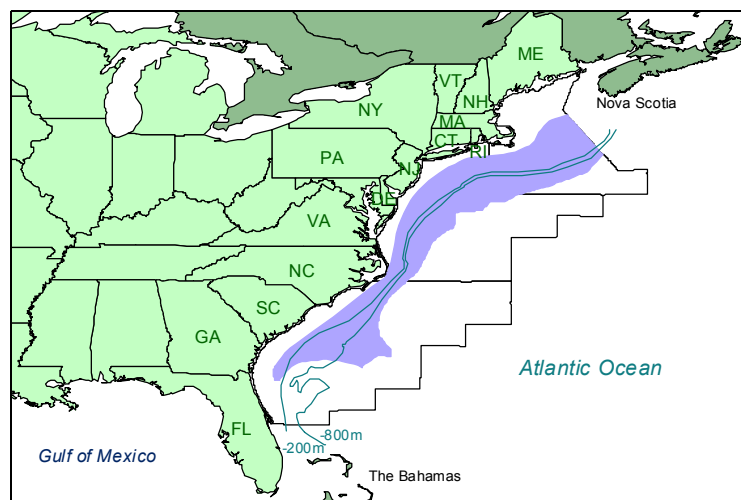 ME
VT
NH
Nova Scotia
NY
MA
CT
RI
PA
NJ
DE
VA
NC
SC
GA
Atlantic Ocean
FL
-800m
-200m
Gulf of Mexico
The Bahamas